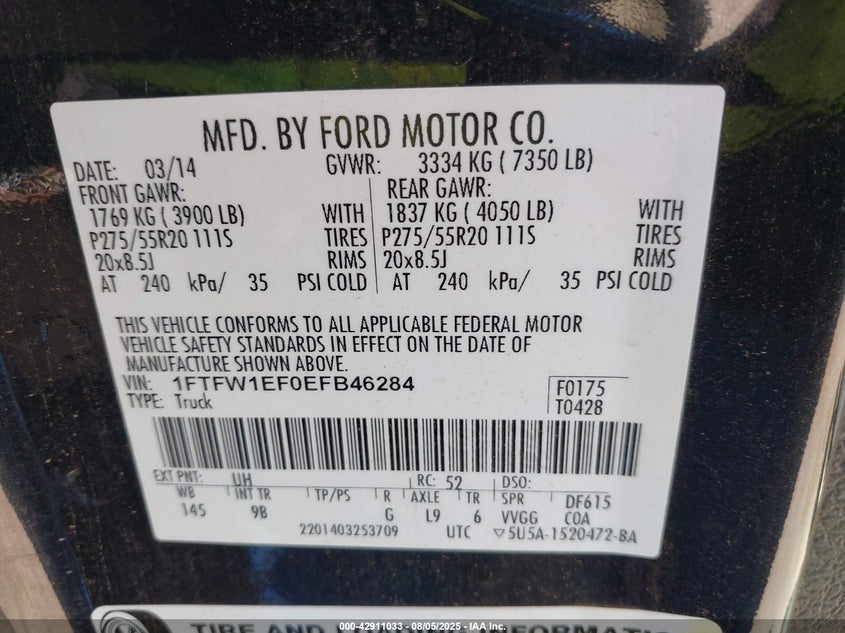 MFD. BY FORD MOTOR CO.
DATE: 03/14 GVWR: 3334 KG ( 7350 LB)
FRONT GAWR: REAR GAWR:
1769 KG ( 3900 LB) WITH 1837 KG ( 4050 LB) WITH
P275/55R20 111S TIRES P275/55R20 111S TIRES
20x8.5J RIMS 20x8.5J RIMS
AT 240 kPa/ 35 PSI COLD AT 240 kPa/ 35 PSI COLD
THIS VEHICLE CONFORMS TO ALL APPLICABLE FEDERAL MOTOR
VEHICLE SAFETY STANDARDS IN EFFECT ON THE DATE OF
MANUFACTURE SHOWN ABOVE.
VIN: 1FTFW1EF0EFB46284 F0175
TYPE: Truck T0428
EXT PNT: UH RC: 52 DSO:
WB INT TR TP/PS R AXLE TR SPR DF615
145 9B G L9 6 VVGG COA
2201403253709 UTC ▽5U5A-1520472-BA
TIRE AND
000-42911033 — 08/05/2025 — IAA Inc.